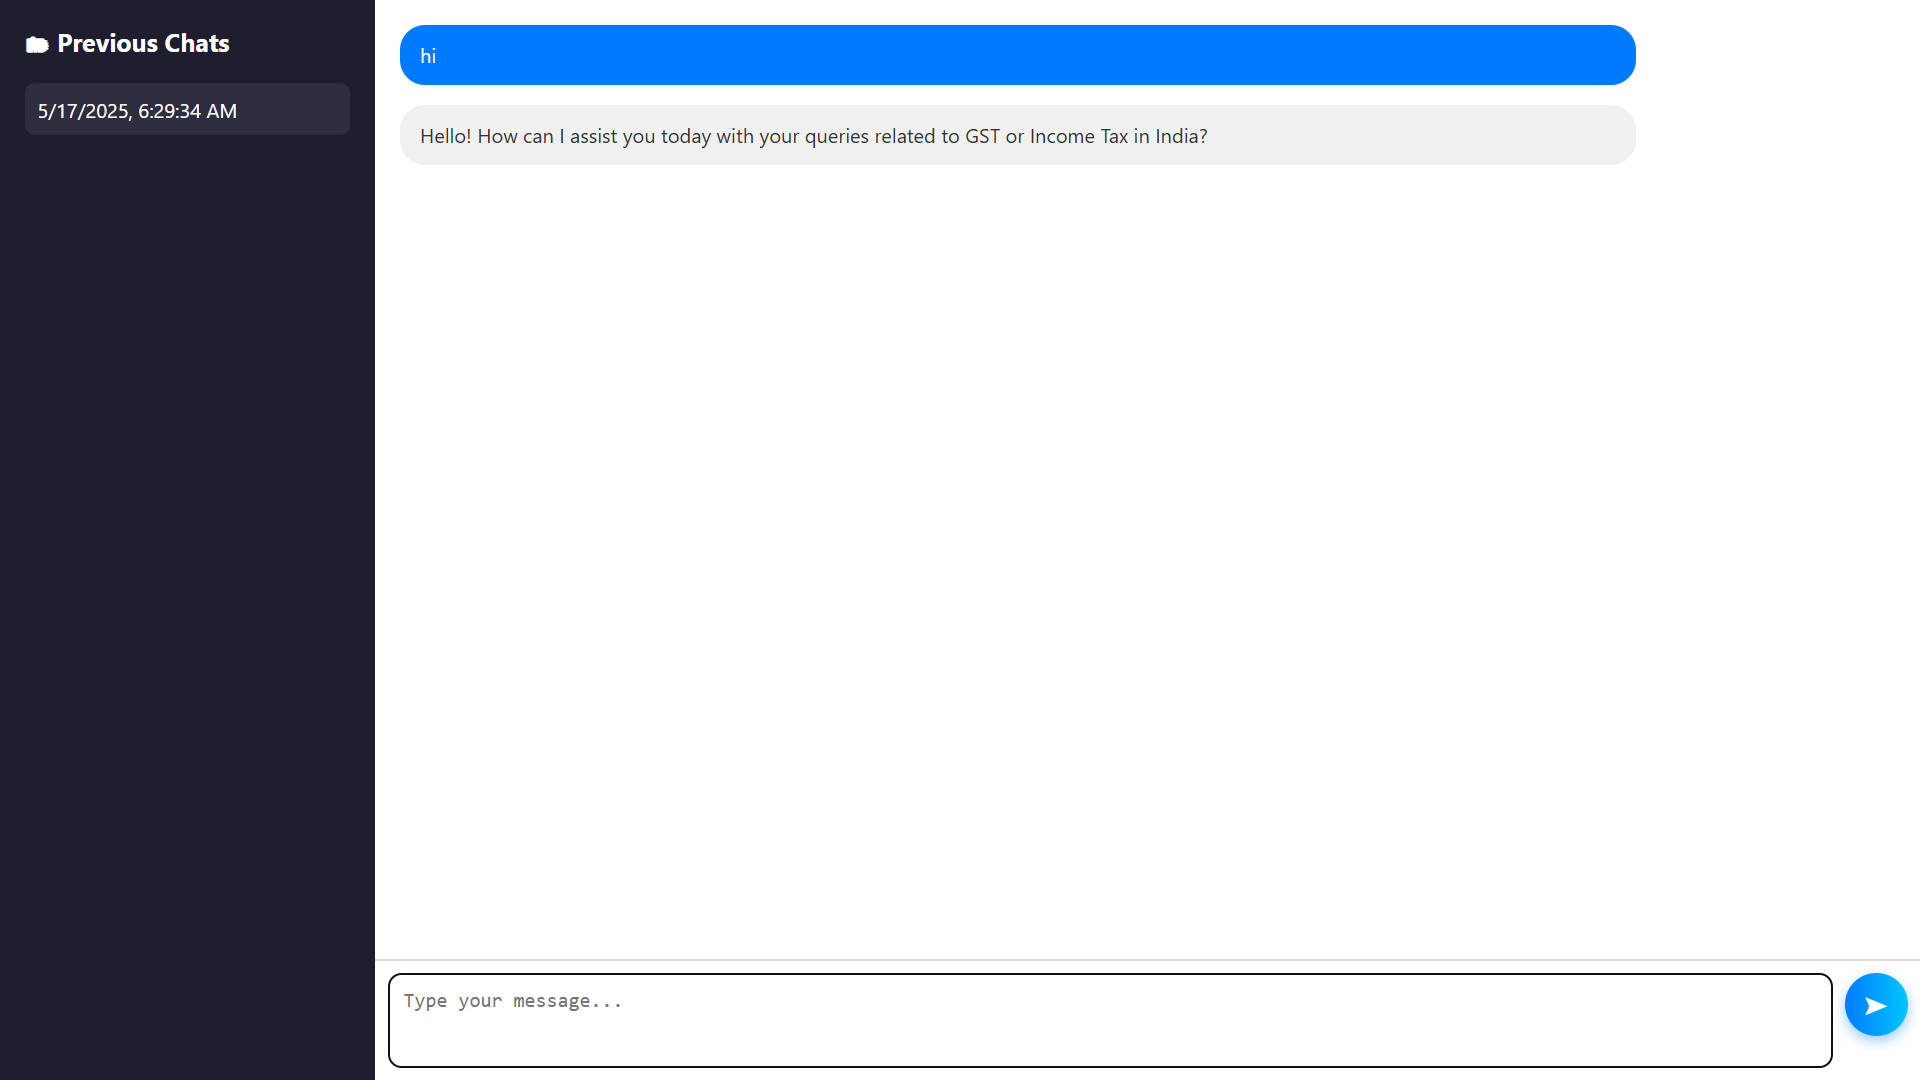 Previous Chats
5/17/2025, 6:29:34 AM
hi
Hello! How can I assist you today with your queries related to GST or Income Tax in India?
Type your message...